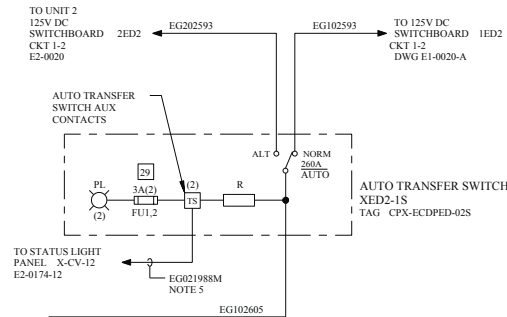 TO UNIT 2
125V DC
SWITCHBOARD 2ED2
CKT 1-2
E2-0020
EG202593
EG102593
TO 125V DC
SWITCHBOARD 1ED2
CKT 1-2
DWG E1-0020-A
AUTO TRANSFER
SWITCH AUX
CONTACTS
ALT
NORM
260A
AUTO
29
PL
3A(2)
(2)
R
TS
(2)
FU1,2
AUTO TRANSFER SWITCH
XED2-1S
TAG CPX-ECDPED-02S
TO STATUS LIGHT
PANEL X-CV-12
E2-0174-12
EG021988M
NOTE 5
EG102605